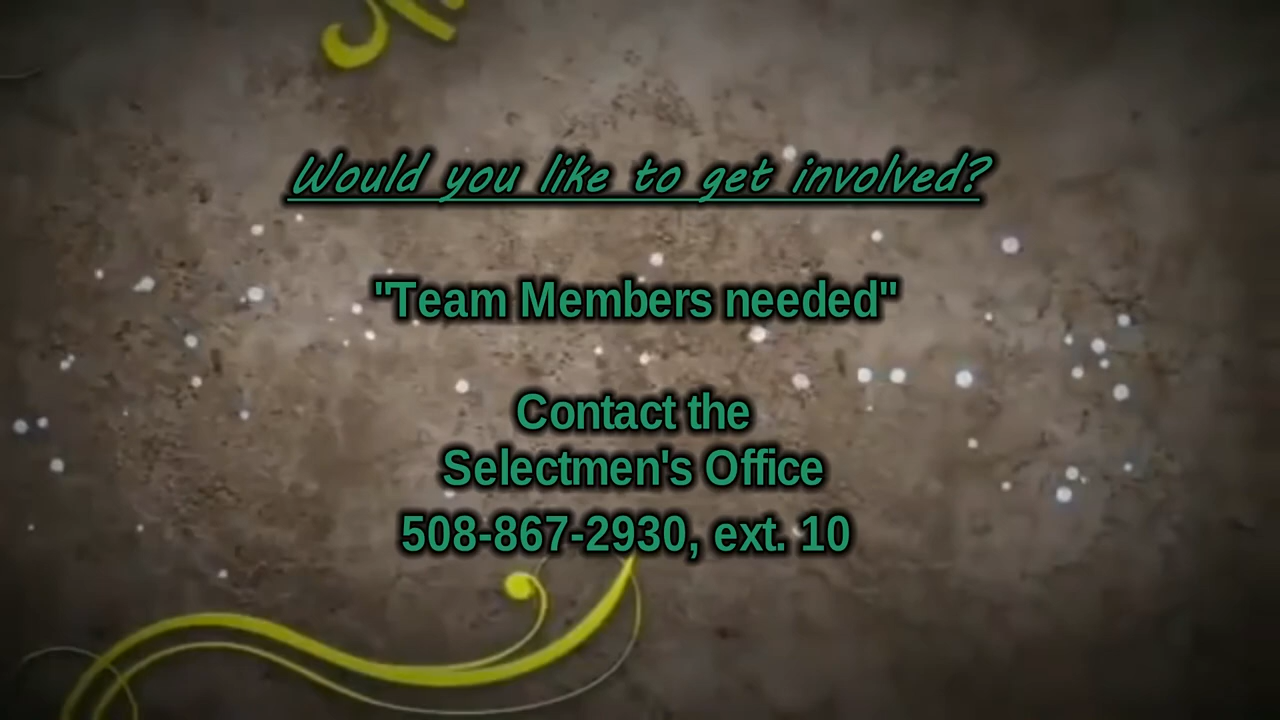 Would you like to get involved?
"Team Members needed"
Contact the
Selectmen's Office
508-867-2930, ext. 10